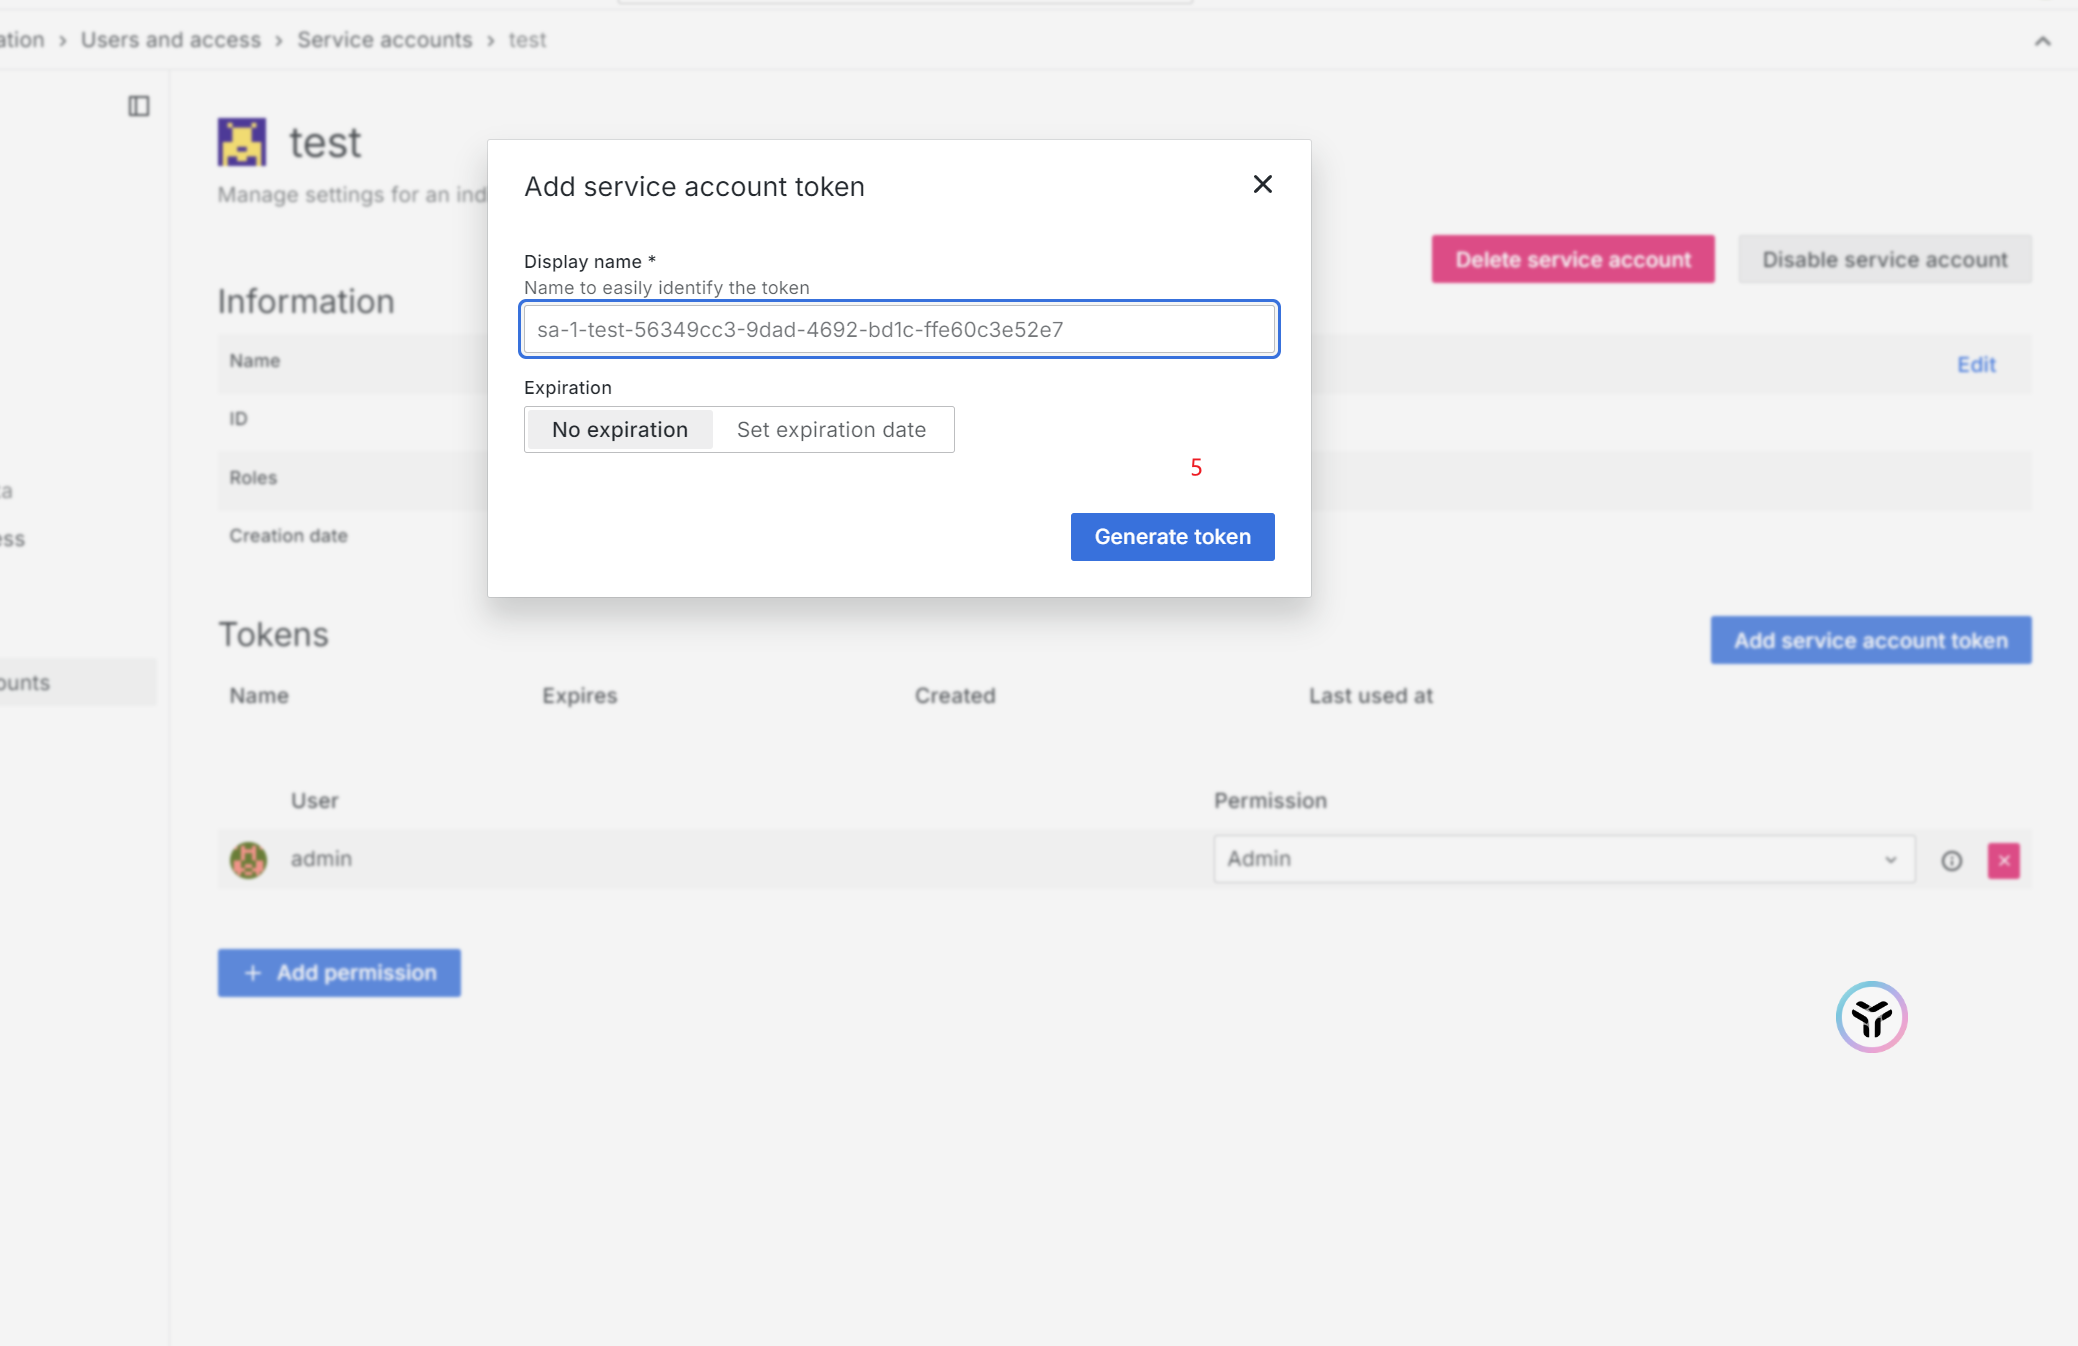 ation › Users and access › Service accounts › test
test
Manage settings for an ind
Add service account token
Display name *
Name to easily identify the token
sa-1-test-56349cc3-9dad-4692-bd1c-ffe60c3e52e7
Expiration
No expiration Set expiration date
5
Generate token
Delete service account Disable service account
Information
Name Edit
ID
Roles
Creation date
ta
ess
ounts
Tokens
Add service account token
Name Expires Created Last used at
User Permission
admin Admin
+ Add permission